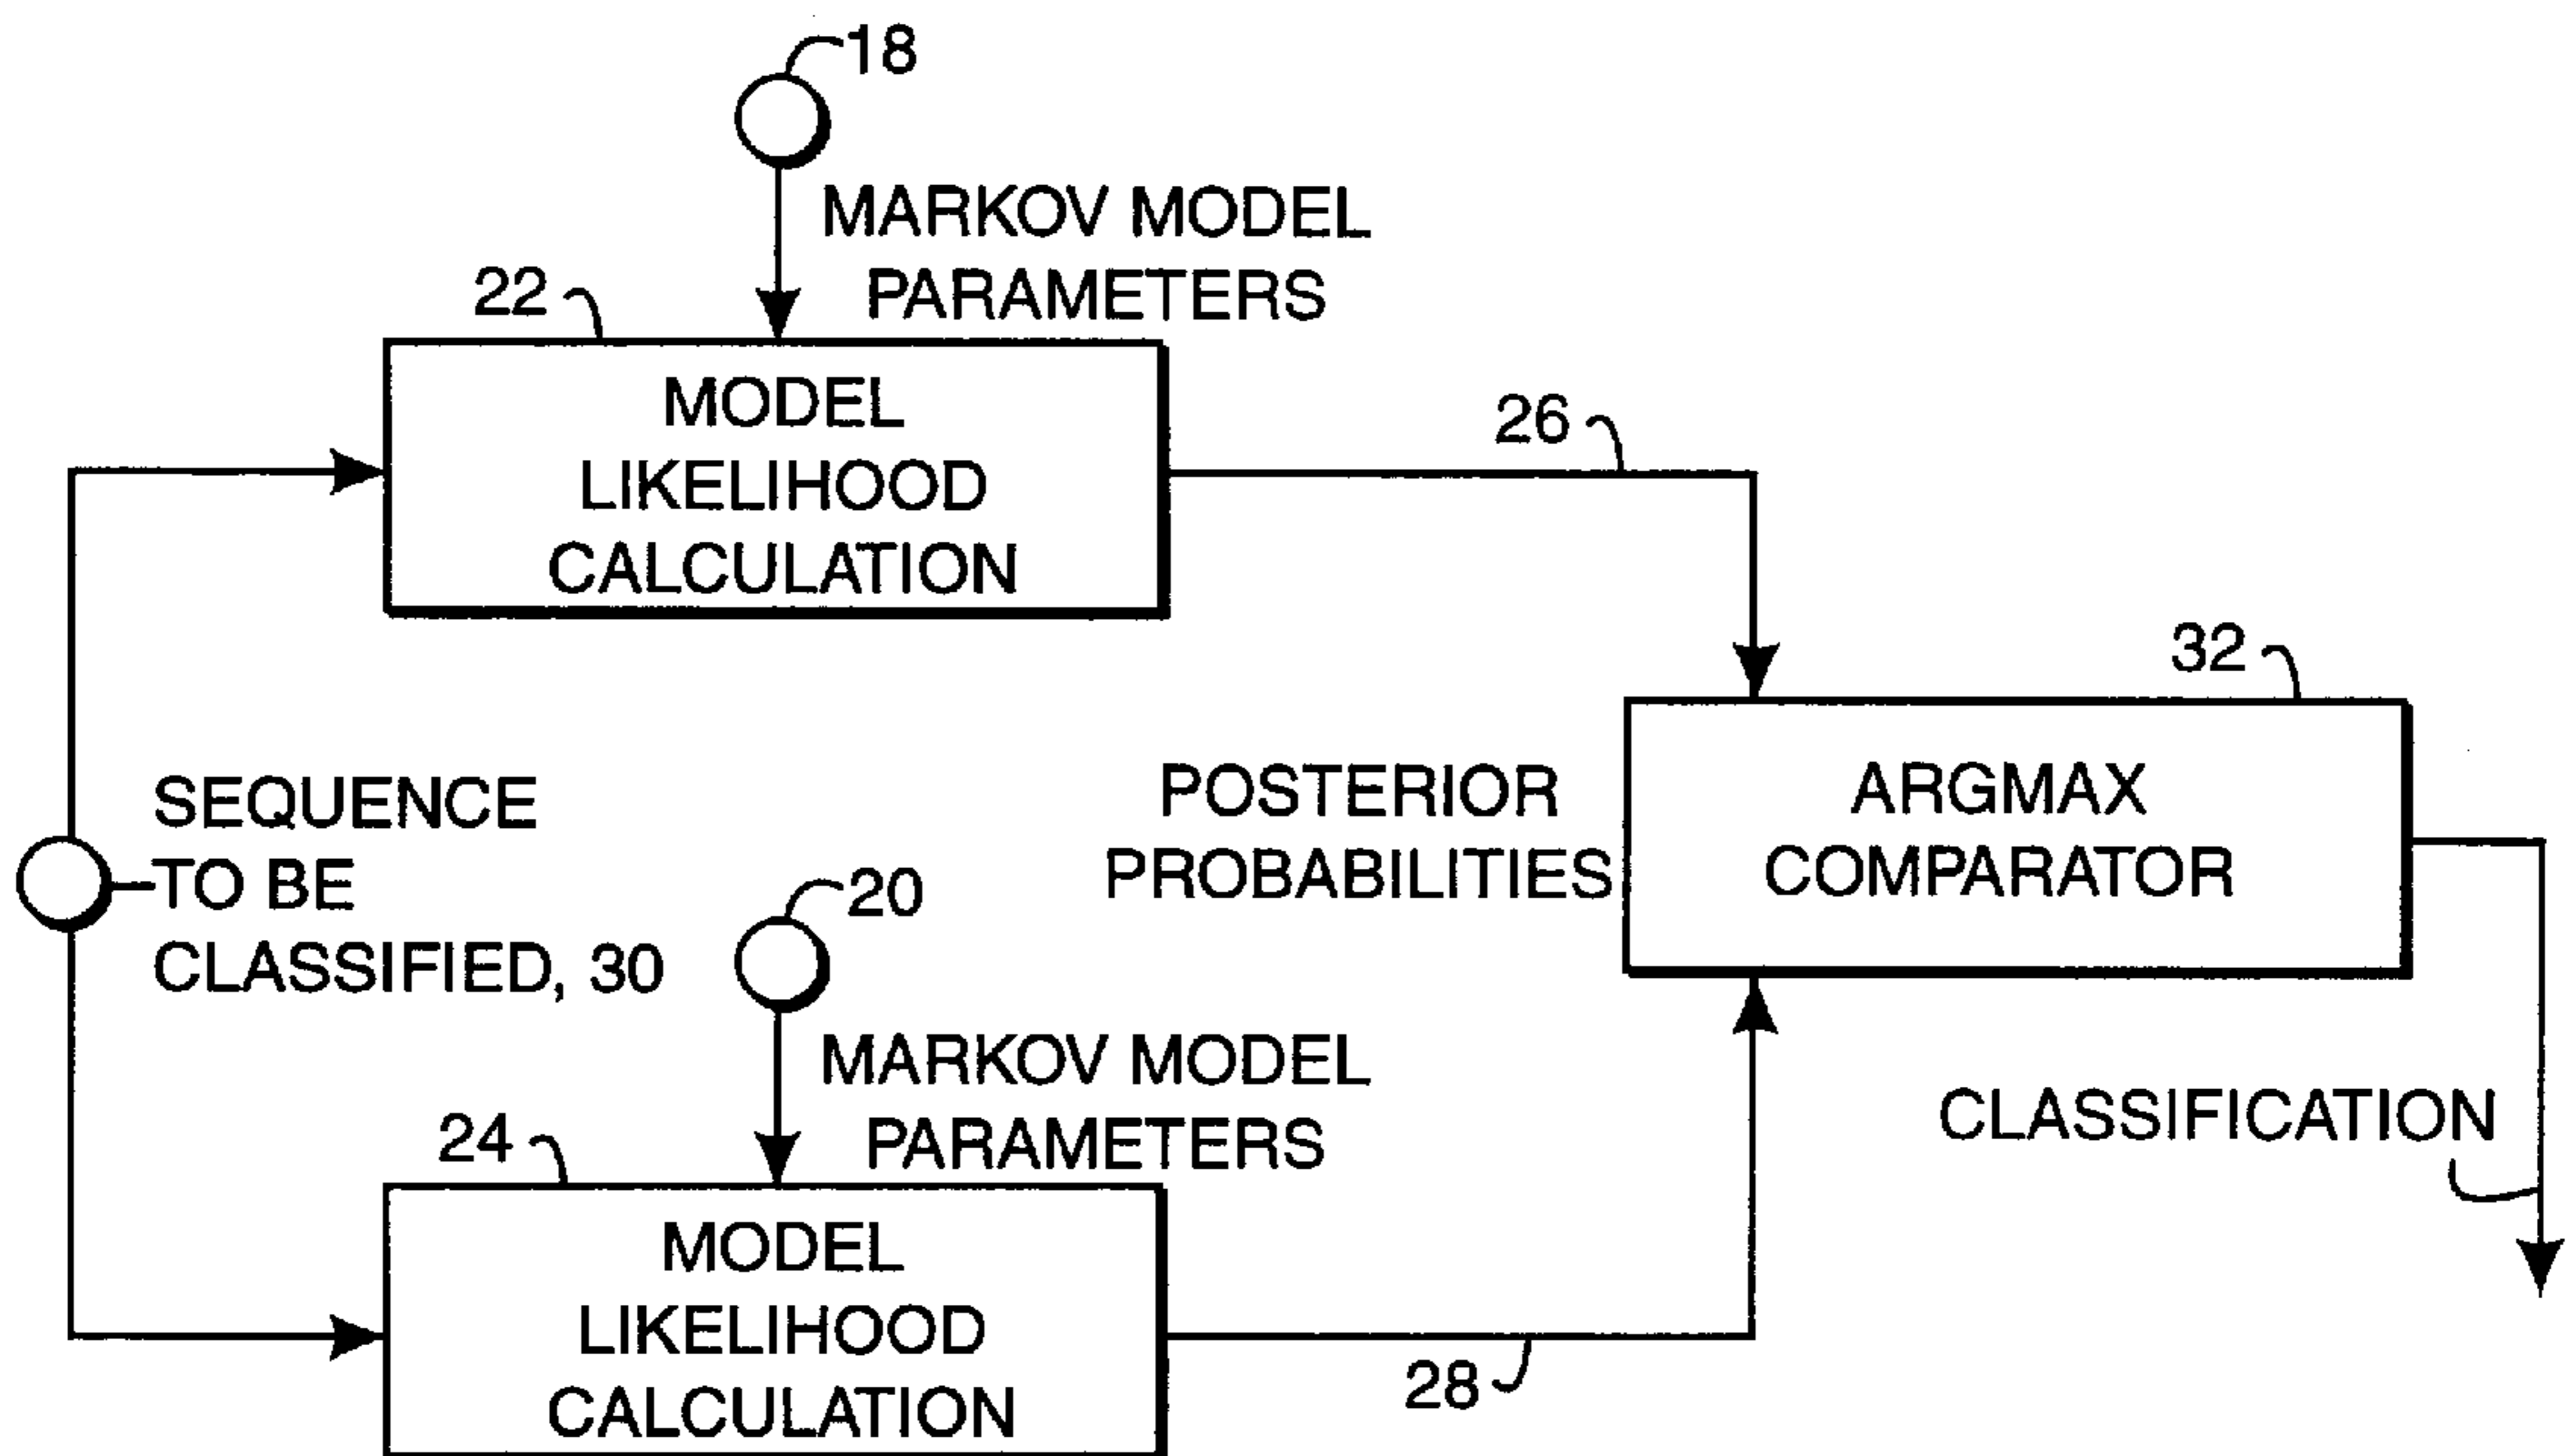 18
MARKOV MODEL
PARAMETERS
22
MODEL
LIKELIHOOD
CALCULATION
26
32
ARGMAX
COMPARATOR
POSTERIOR
PROBABILITIES
SEQUENCE
TO BE
CLASSIFIED, 30
20
MARKOV MODEL
PARAMETERS
24
MODEL
LIKELIHOOD
CALCULATION
28
CLASSIFICATION